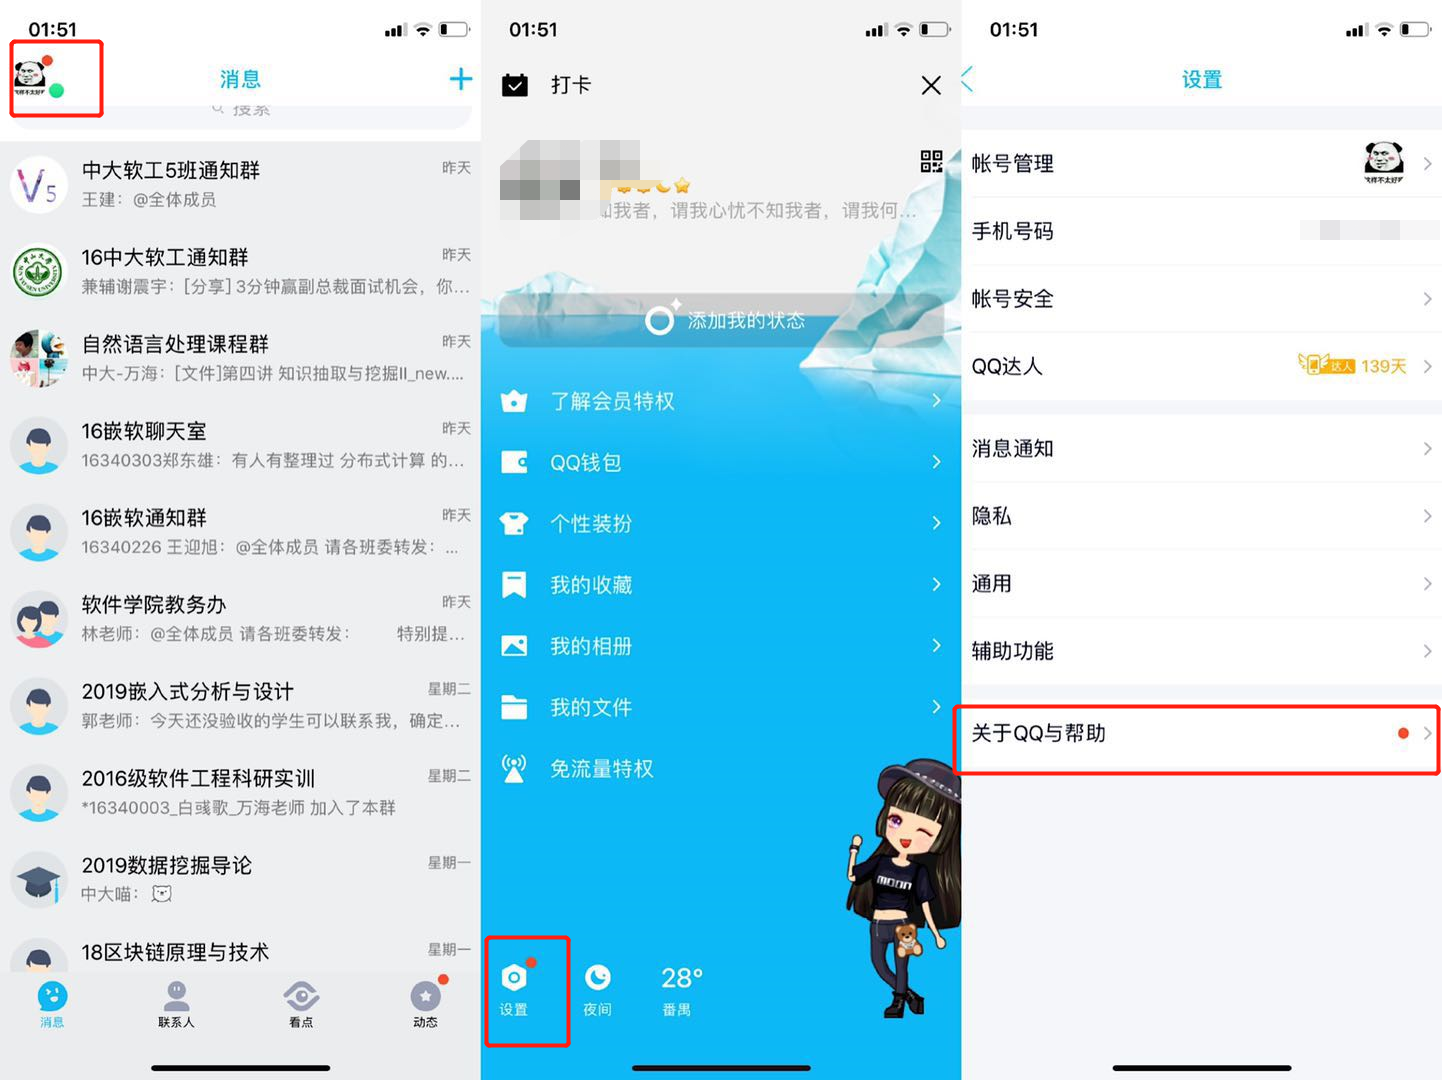 01:51
消息
搜索
中大软工5班通知群
昨天
王建：@全体成员
16中大软工通知群
昨天
兼辅谢震宇：[分享] 3分钟赢副总裁面试机会，你...
自然语言处理课程群
昨天
中大-万海：[文件]第四讲 知识抽取与挖掘II_new....
16嵌软聊天室
昨天
16340303郑东雄：有人有整理过 分布式计算 的...
16嵌软通知群
昨天
16340226 王迎旭：@全体成员 请各班委转发：...
软件学院教务办
昨天
林老师：@全体成员 请各班委转发： 特别提...
2019嵌入式分析与设计
星期二
郭老师：今天还没验收的学生可以联系我，确定...
2016级软件工程科研实训
星期二
*16340003_白彧歌_万海老师 加入了本群
2019数据挖掘导论
星期一
中大喵：
18区块链原理与技术
星期一
消息
联系人
看点
动态
01:51
打卡
知我者，谓我心忧不知我者，谓我何...
添加我的状态
了解会员特权
QQ钱包
个性装扮
我的收藏
我的相册
我的文件
免流量特权
MOON
设置
夜间
28°
番禺
01:51
设置
帐号管理
手机号码
帐号安全
QQ达人
达人 139天
消息通知
隐私
通用
辅助功能
关于QQ与帮助